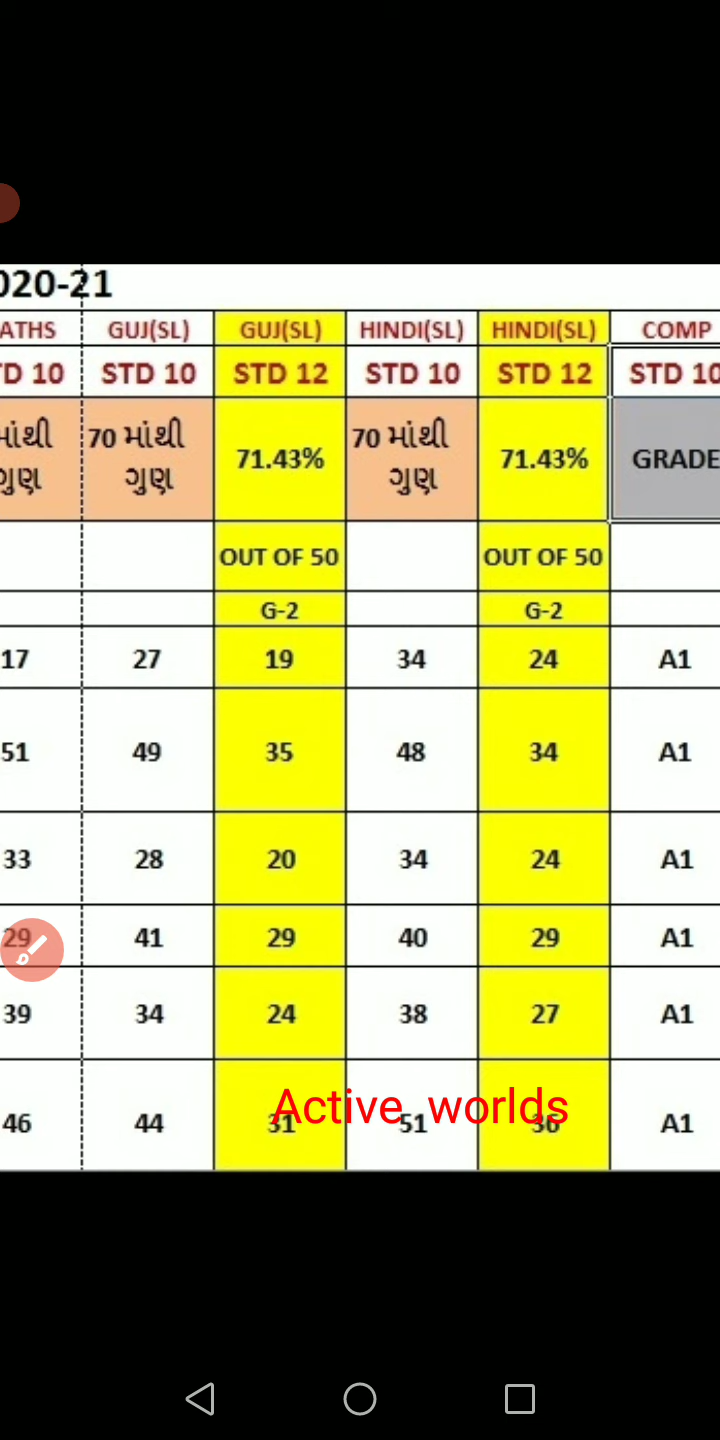 020-21
ATHS GUJ(SL) GUJ(SL) HINDI(SL) HINDI(SL) COMP
D 10 STD 10 STD 12 STD 10 STD 12 STD 10
માંથી 70 માંથી 71.43% 70 માંથી 71.43% GRADE
ગુણ ગુણ ગુણ
OUT OF 50 OUT OF 50
G-2 G-2
17 27 19 34 24 A1
51 49 35 48 34 A1
33 28 20 34 24 A1
29 41 29 40 29 A1
39 34 24 38 27 A1
Active worlds
46 44 31 51 36 A1